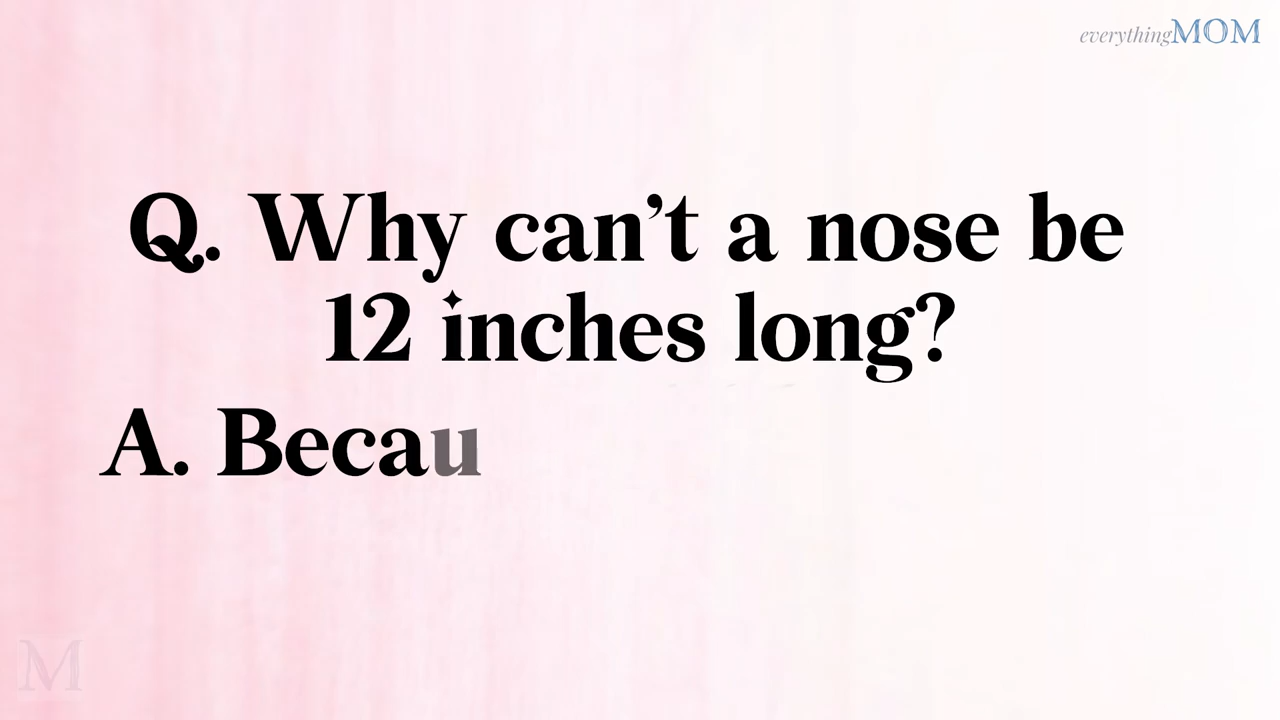 everythingMOM
Q. Why can’t a nose be
12 inches long?
A. Becau
M